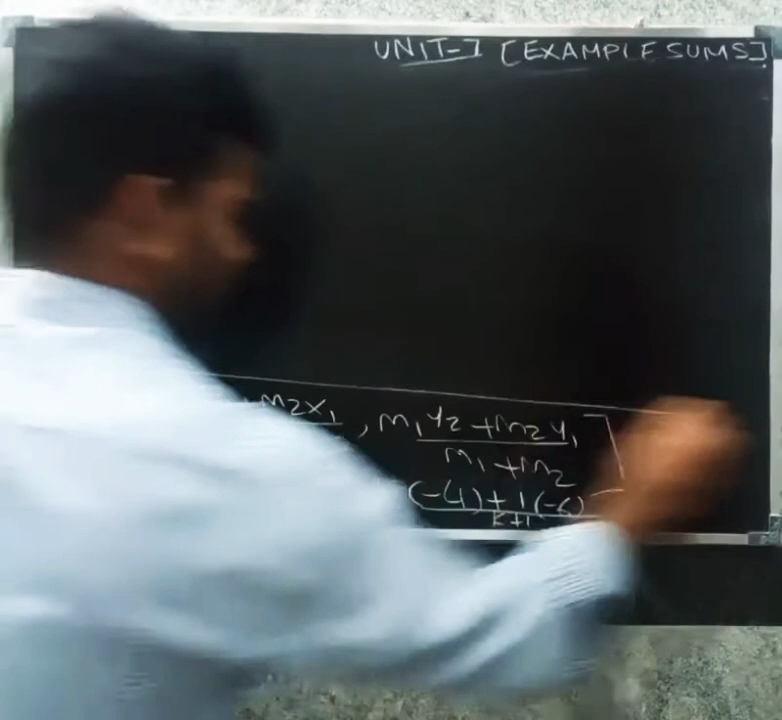 UNIT-I [EXAMPLE SUMS]
m2x1 , m1y2 + m2y1 ]
m1 + m2
(-4) + 1(-6)
k+1